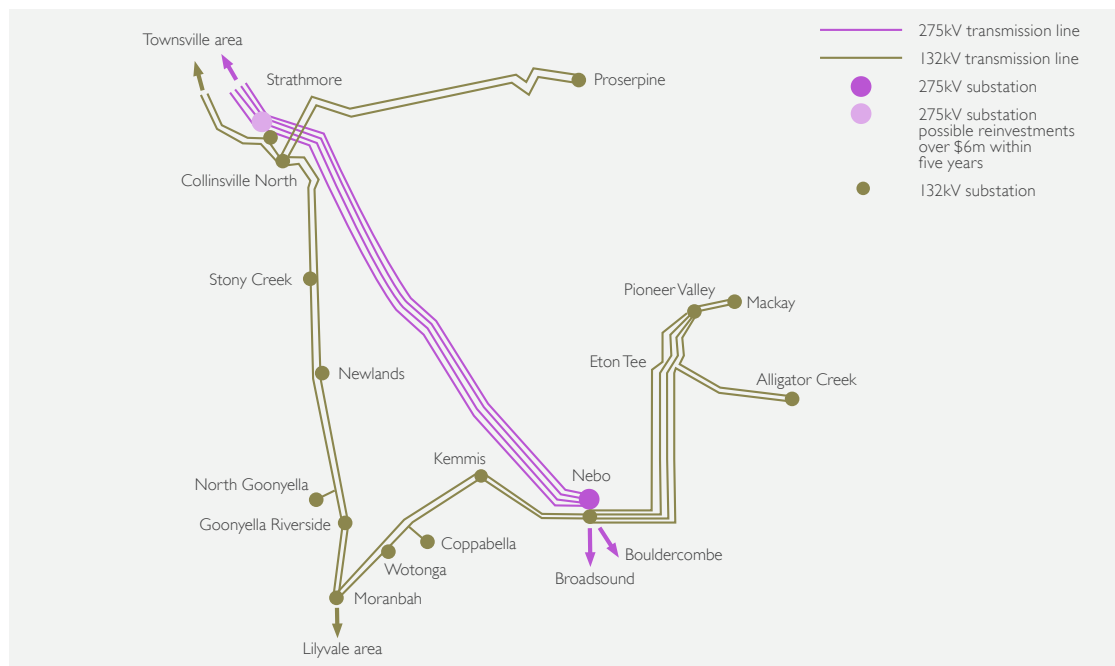 Townsville area
Strathmore
Proserpine
Collinsville North
Stony Creek
Newlands
North Goonyella
Goonyella Riverside
Moranbah
Lilyvale area
Wotonga
Coppabella
Kemmis
Nebo
Broadsound
Bouldercombe
Eton Tee
Pioneer Valley
Mackay
Alligator Creek
275kV transmission line
132kV transmission line
275kV substation
275kV substation
possible reinvestments
over $6m within
five years
132kV substation